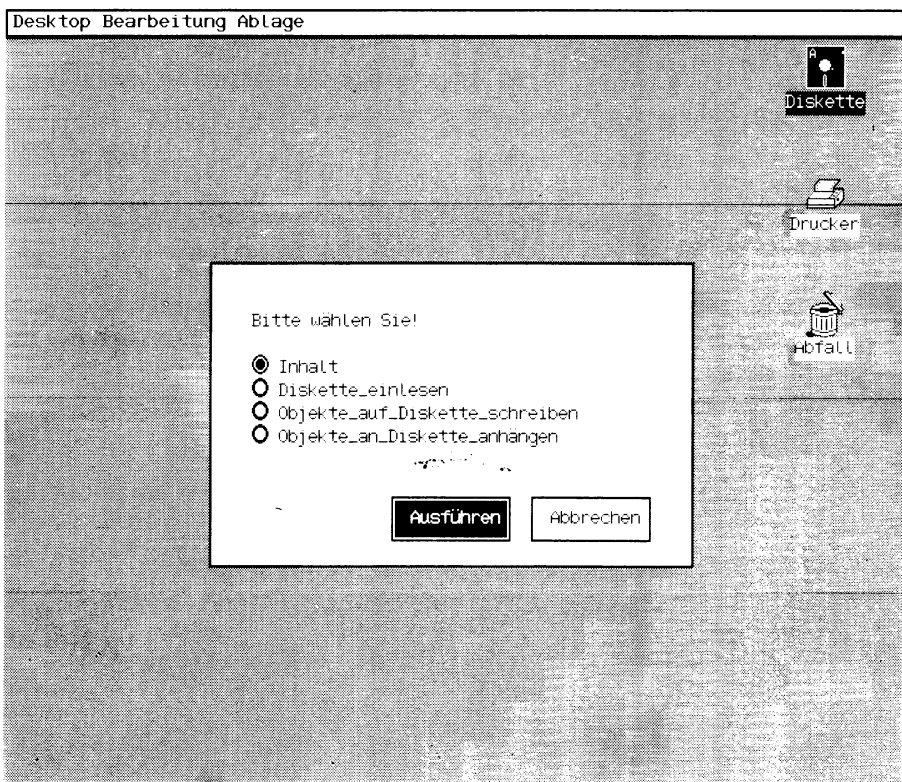 Desktop Bearbeitung Ablage
A
Diskette
Drucker
Abfall
Bitte wählen Sie!
Inhalt
Diskette_einlesen
Objekte_auf_Diskette_schreiben
Objekte_an_Diskette_anhängen
Ausführen Abbrechen